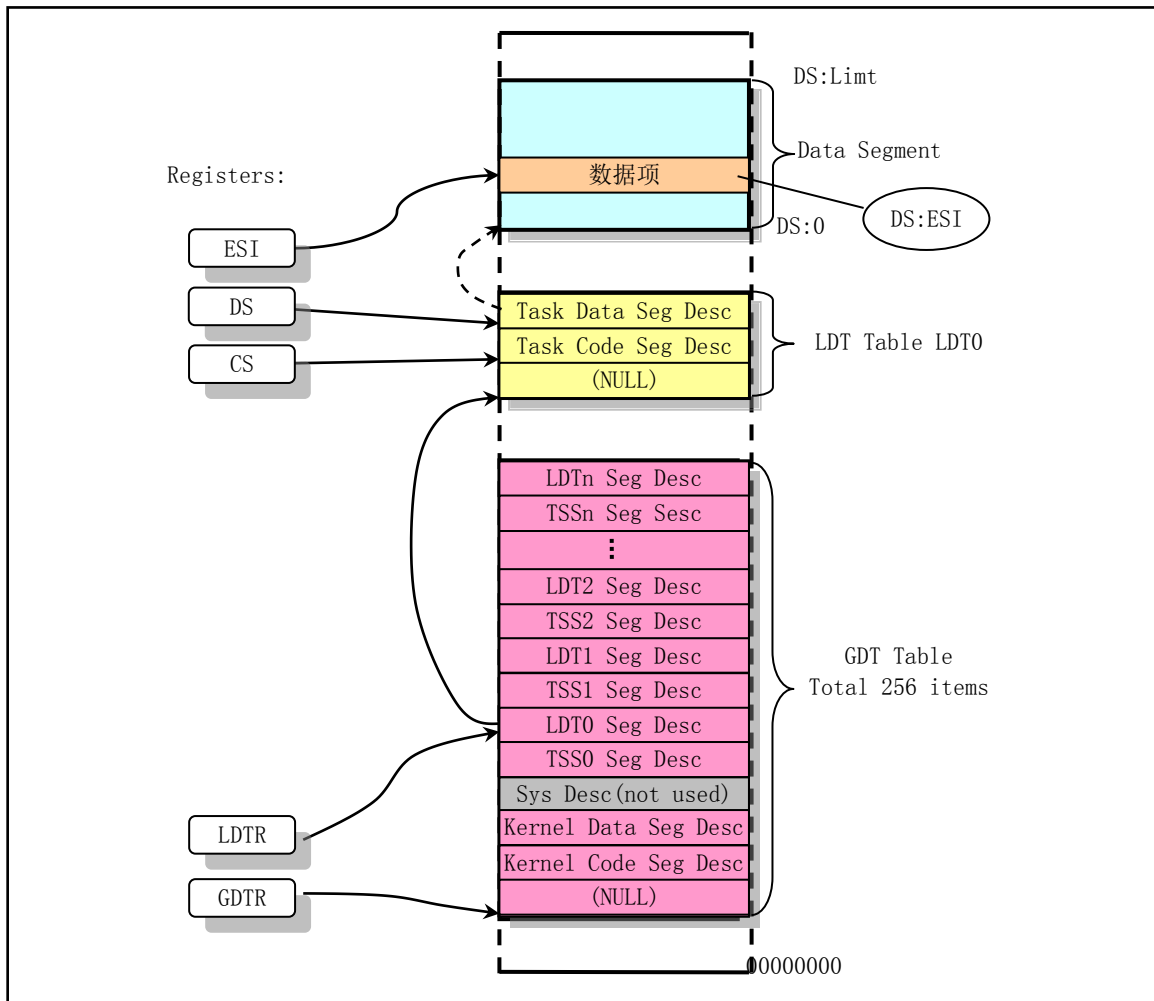 DS:Limt
Data Segment
Registers:
数据项
DS:ESI
DS:0
ESI
DS
Task Data Seg Desc
Task Code Seg Desc
LDT Table LDT0
CS
(NULL)
LDTn Seg Desc
TSSn Seg Sesc
⋮
LDT2 Seg Desc
TSS2 Seg Desc
LDT1 Seg Desc
GDT Table
Total 256 items
TSS1 Seg Desc
LDT0 Seg Desc
TSS0 Seg Desc
Sys Desc(not used)
LDTR
Kernel Data Seg Desc
Kernel Code Seg Desc
GDTR
(NULL)
00000000